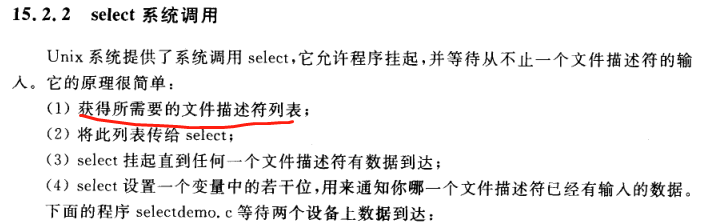 15.2.2 select 系统调用
Unix 系统提供了系统调用 select,它允许程序挂起,并等待从不止一个文件描述符的输
入。它的原理很简单:
(1) 获得所需要的文件描述符列表;
(2) 将此列表传给 select;
(3) select 挂起直到任何一个文件描述符有数据到达;
(4) select 设置一个变量中的若干位,用来通知你哪一个文件描述符已经有输入的数据。
下面的程序 selectdemo.c 等待两个设备上数据到达: